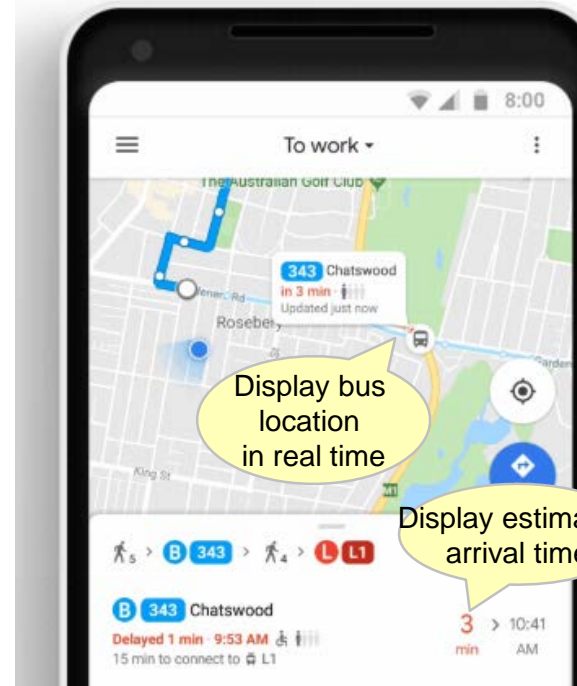 8:00
To work
The Australian Golf Club
343 Chatswood
in 3 min
Updated just now
Rosebery
Display bus
location
in real time
King St
M1
Display estima
arrival time
5 > B 343 > 4 > L L1
B 343 Chatswood
Delayed 1 min · 9:53 AM
15 min to connect to L1
3 > 10:41
min AM